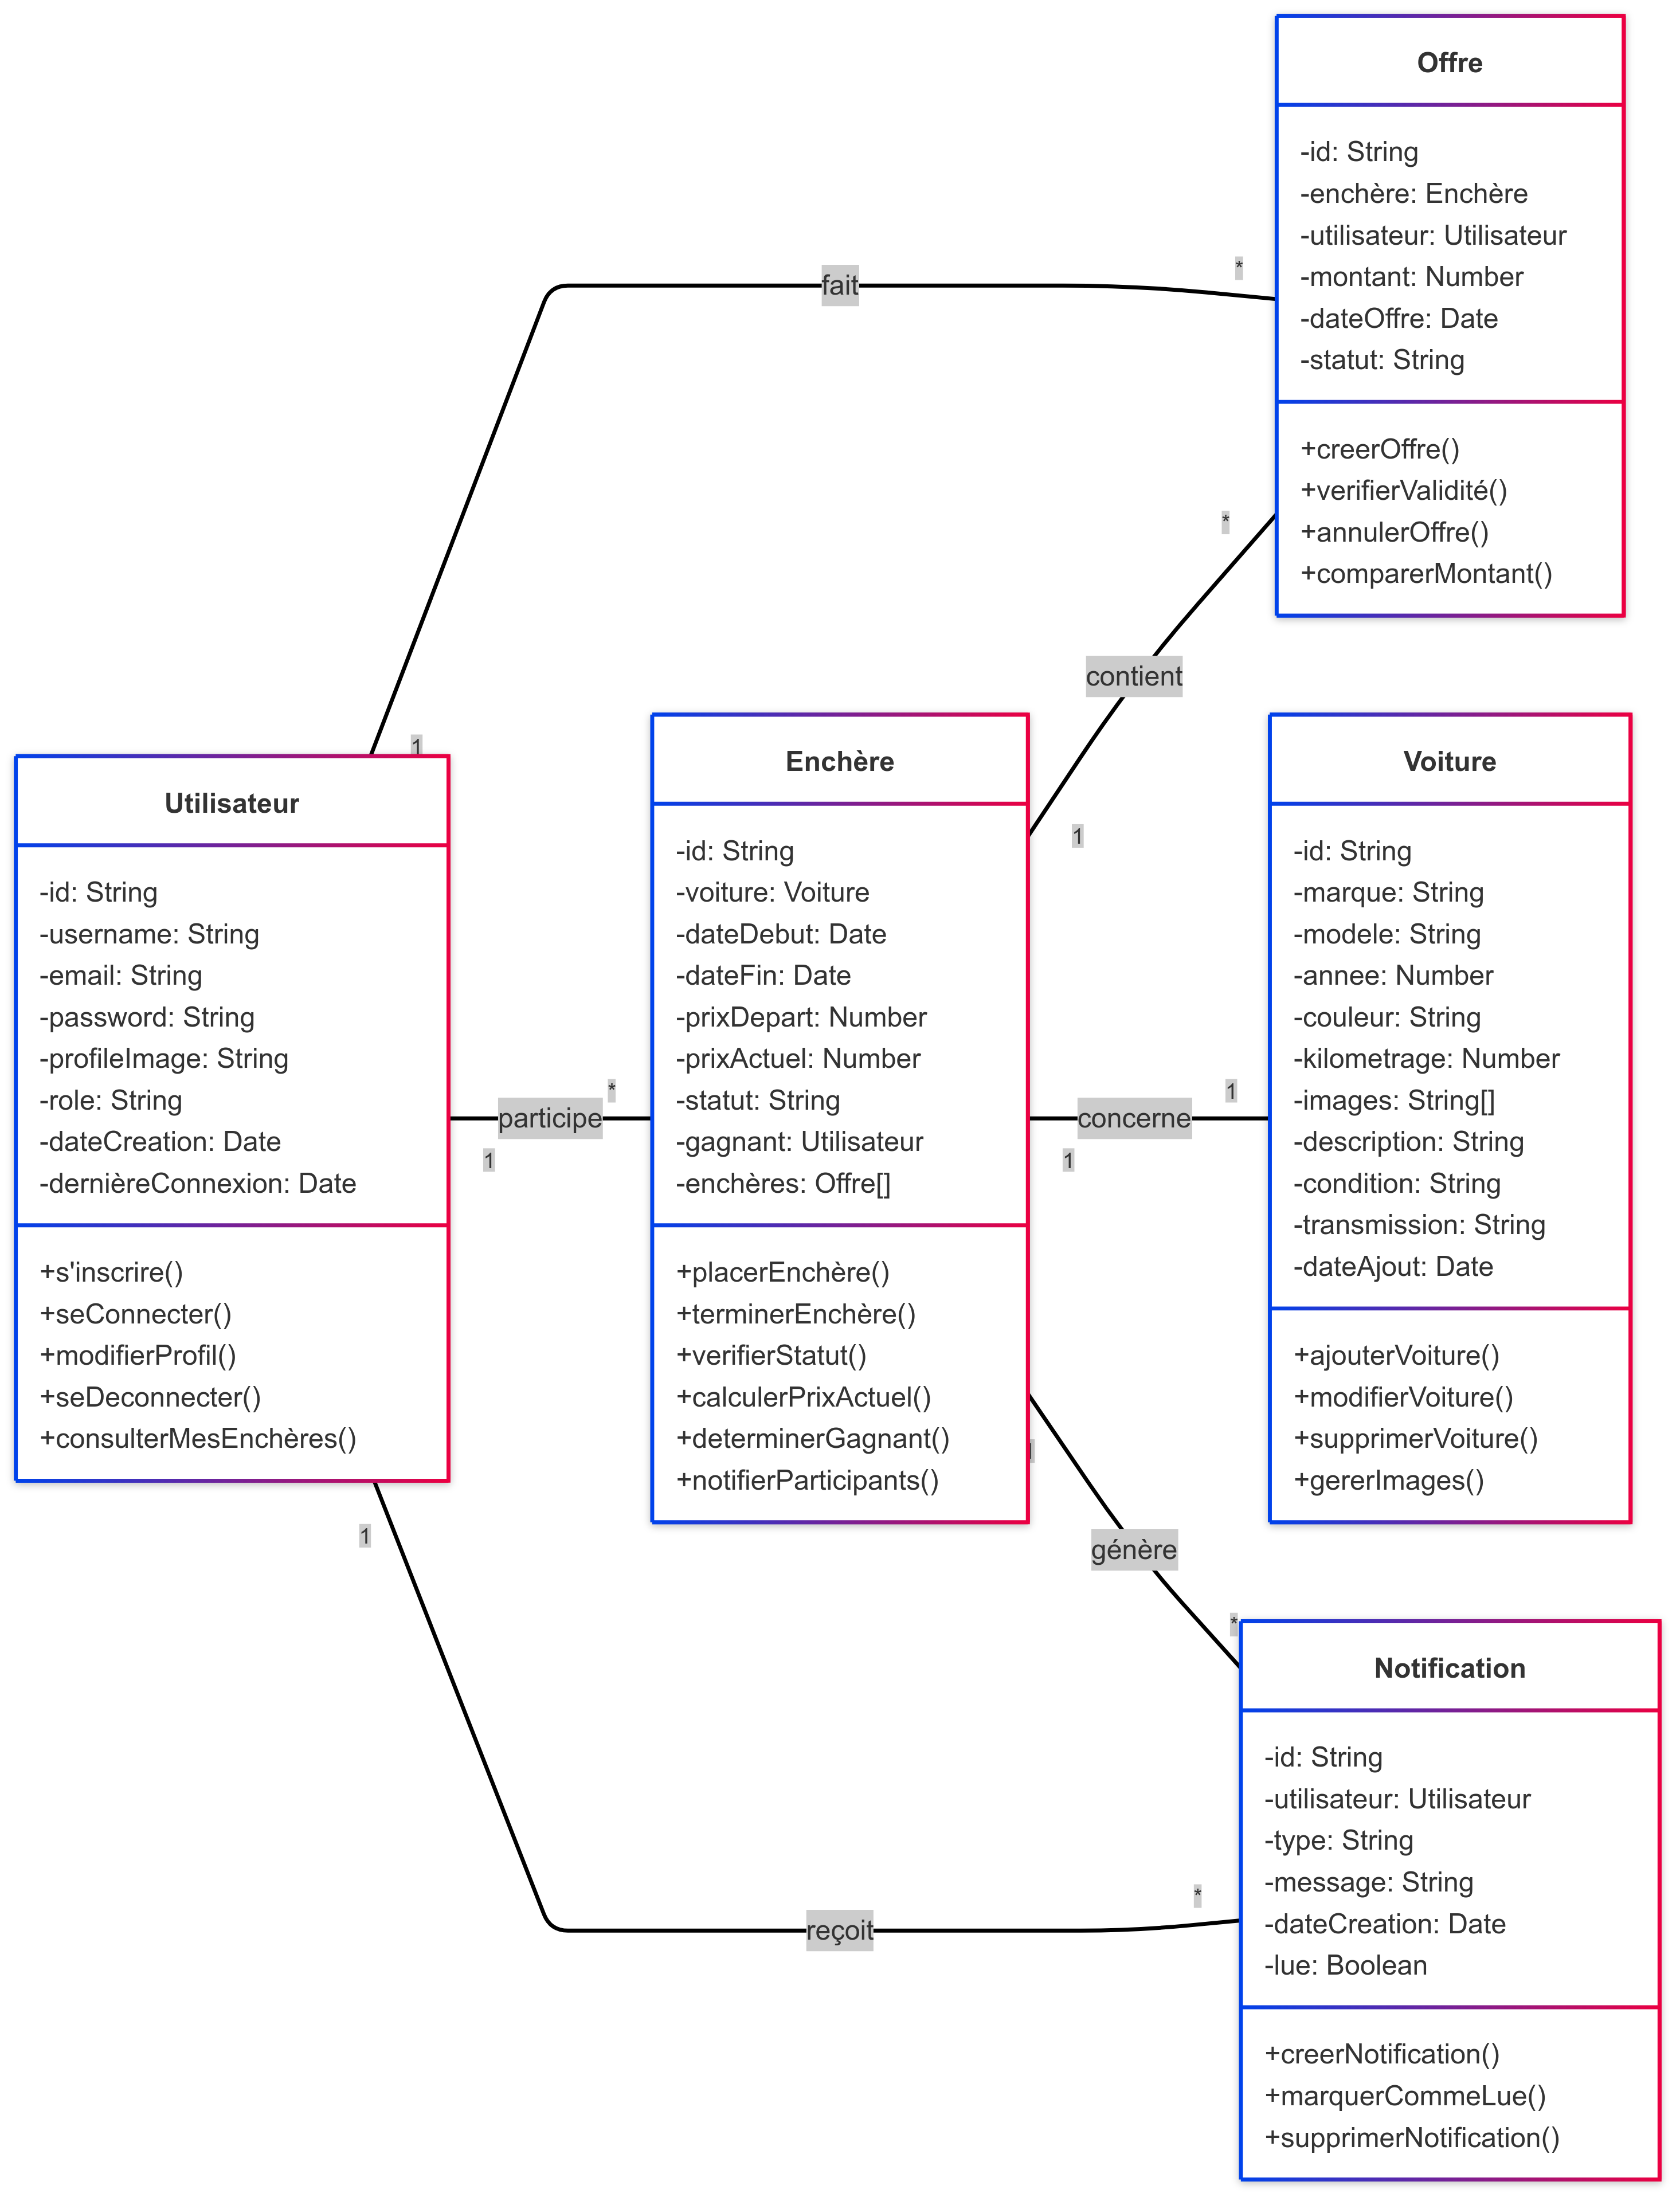 Offre
-id: String
-enchère: Enchère
-utilisateur: Utilisateur
-montant: Number
-dateOffre: Date
-statut: String
+creerOffre()
+verifierValidité()
+annulerOffre()
+comparerMontant()
*
fait
1
*
contient
1
Utilisateur
-id: String
-username: String
-email: String
-password: String
-profileImage: String
-role: String
-dateCreation: Date
-dernièreConnexion: Date
+s'inscrire()
+seConnecter()
+modifierProfil()
+seDeconnecter()
+consulterMesEnchères()
*
participe
1
Enchère
-id: String
-voiture: Voiture
-dateDebut: Date
-dateFin: Date
-prixDepart: Number
-prixActuel: Number
-statut: String
-gagnant: Utilisateur
-enchères: Offre[]
+placerEnchère()
+terminerEnchère()
+verifierStatut()
+calculerPrixActuel()
+determinerGagnant()
+notifierParticipants()
1
concerne
1
Voiture
-id: String
-marque: String
-modele: String
-annee: Number
-couleur: String
-kilometrage: Number
-images: String[]
-description: String
-condition: String
-transmission: String
-dateAjout: Date
+ajouterVoiture()
+modifierVoiture()
+supprimerVoiture()
+gererImages()
1
génère
*
1
reçoit
*
Notification
-id: String
-utilisateur: Utilisateur
-type: String
-message: String
-dateCreation: Date
-lue: Boolean
+creerNotification()
+marquerCommeLue()
+supprimerNotification()